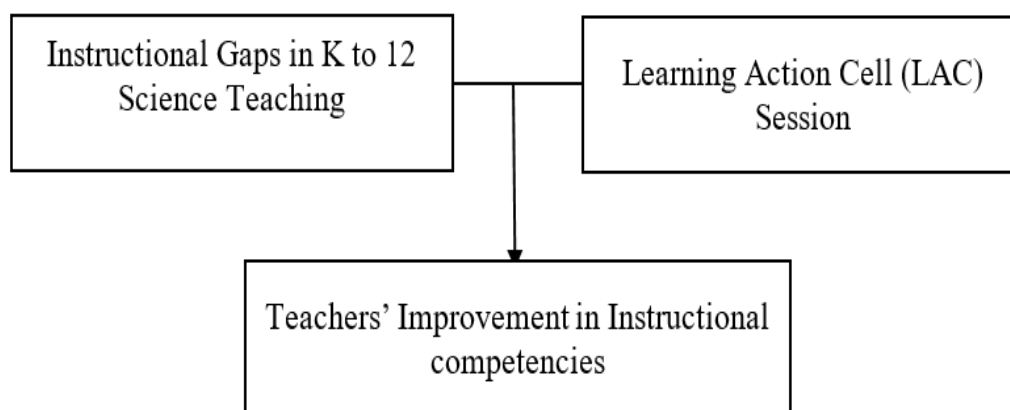 Instructional Gaps in K to 12
Science Teaching
Learning Action Cell (LAC)
Session
Teachers’ Improvement in Instructional
competencies